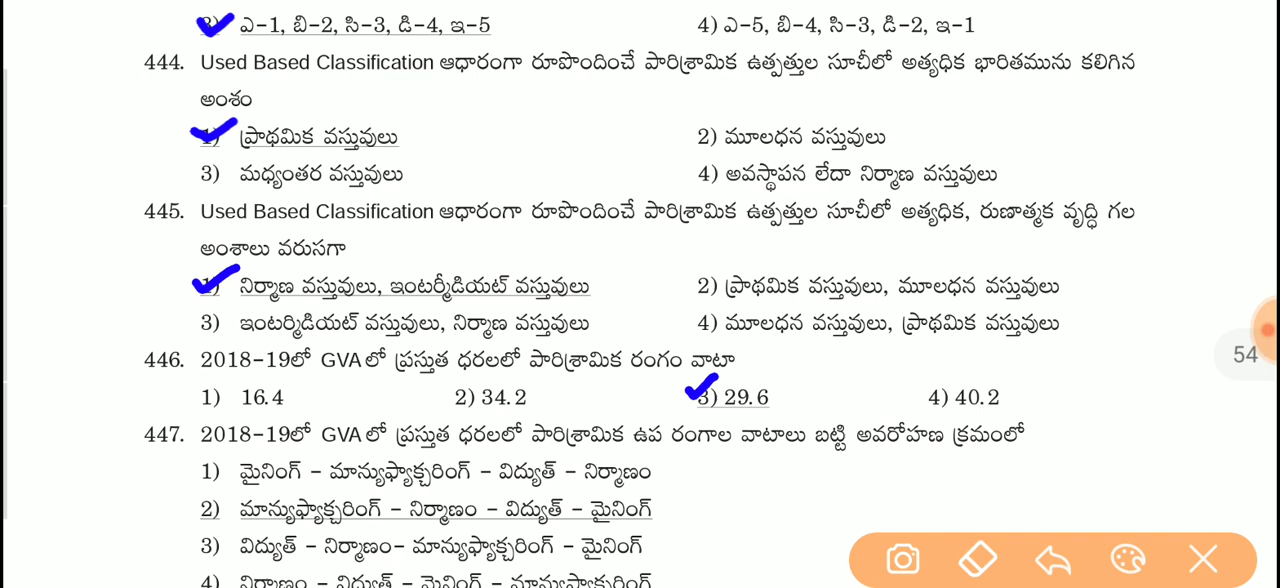 3) ఎ-1, బి-2, సి-3, డి-4, ఇ-5 4) ఎ-5, బి-4, సి-3, డి-2, ఇ-1
444. Used Based Classification ఆధారంగా రూపొందించే పారిశ్రామిక ఉత్పత్తుల సూచీలో అత్యధిక భారితమును కలిగిన
అంశం
1) ప్రాథమిక వస్తువులు 2) మూలధన వస్తువులు
3) మధ్యంతర వస్తువులు 4) అవస్థాపన లేదా నిర్మాణ వస్తువులు
445. Used Based Classification ఆధారంగా రూపొందించే పారిశ్రామిక ఉత్పత్తుల సూచీలో అత్యధిక, రుణాత్మక వృద్ధి గల
అంశాలు వరుసగా
1) నిర్మాణ వస్తువులు, ఇంటర్మీడియట్ వస్తువులు 2) ప్రాథమిక వస్తువులు, మూలధన వస్తువులు
3) ఇంటర్మిడియట్ వస్తువులు, నిర్మాణ వస్తువులు 4) మూలధన వస్తువులు, ప్రాథమిక వస్తువులు
446. 2018-19లో GVAలో ప్రస్తుత ధరలలో పారిశ్రామిక రంగం వాటా
1) 16.4 2) 34.2 3) 29.6 4) 40.2
54
447. 2018-19లో GVAలో ప్రస్తుత ధరలలో పారిశ్రామిక ఉప రంగాల వాటాలు బట్టి అవరోహణ క్రమంలో
1) మైనింగ్ - మాన్యుఫ్యాక్చరింగ్ - విద్యుత్ - నిర్మాణం
2) మాన్యుఫ్యాక్చరింగ్ - నిర్మాణం - విద్యుత్ - మైనింగ్
3) విద్యుత్ - నిర్మాణం- మాన్యుఫ్యాక్చరింగ్ - మైనింగ్
4) నిర్మాణం - విద్యుత్ - మైనింగ్ - మాన్యుఫ్యాక్చరింగ్